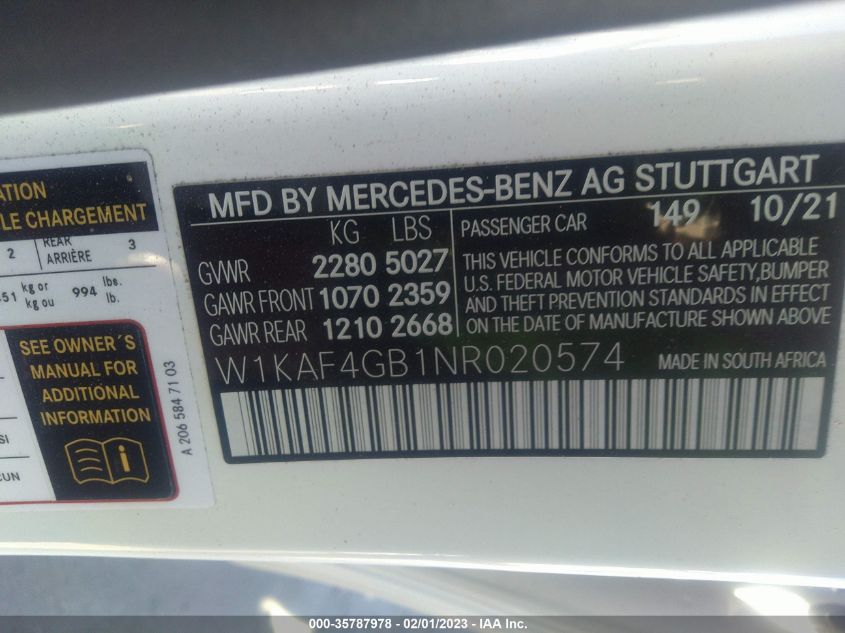 ATION
LE CHARGEMENT
2 REAR ARRIÈRE 3
kg or kg ou 994 lbs. lb.
SEE OWNER´S
MANUAL FOR
ADDITIONAL
INFORMATION
A 206 584 71 03
MFD BY MERCEDES-BENZ AG STUTTGART
KG LBS
GVWR 2280 5027
GAWR FRONT 1070 2359
GAWR REAR 1210 2668
PASSENGER CAR 149 10/21
THIS VEHICLE CONFORMS TO ALL APPLICABLE
U.S. FEDERAL MOTOR VEHICLE SAFETY,BUMPER
AND THEFT PREVENTION STANDARDS IN EFFECT
ON THE DATE OF MANUFACTURE SHOWN ABOVE
W1KAF4GB1NR020574 MADE IN SOUTH AFRICA
000-35787978 - 02/01/2023 - IAA Inc.